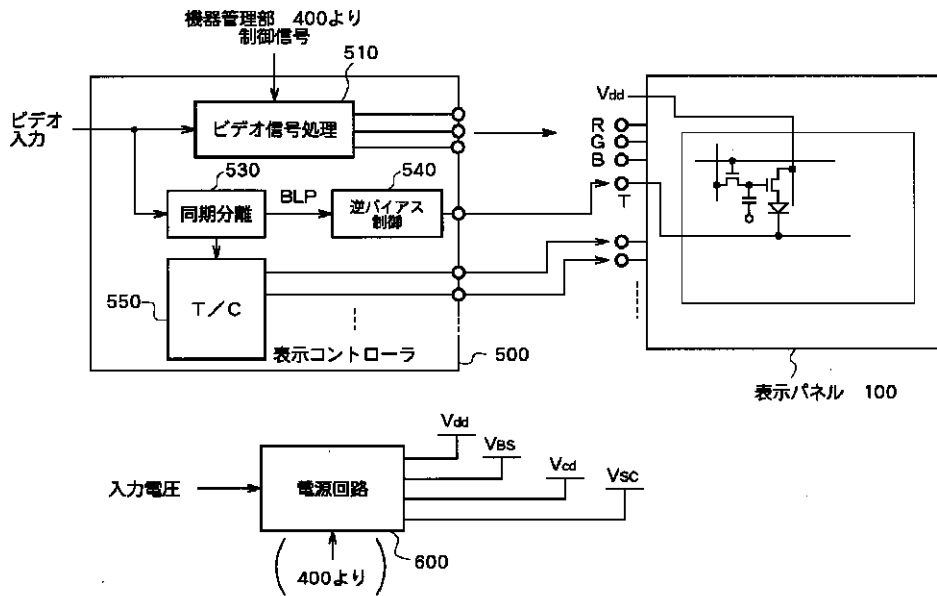 機器管理部 400より
制御信号
510
ビデオ
入力
ビデオ信号処理
530
540
BLP
同期分離
逆バイアス
制御
550
T/C
表示コントローラ
500
Vdd
R
G
B
T
表示パネル 100
Vdd
VBS
Vcd
VSC
入力電圧
電源回路
600
(400より)